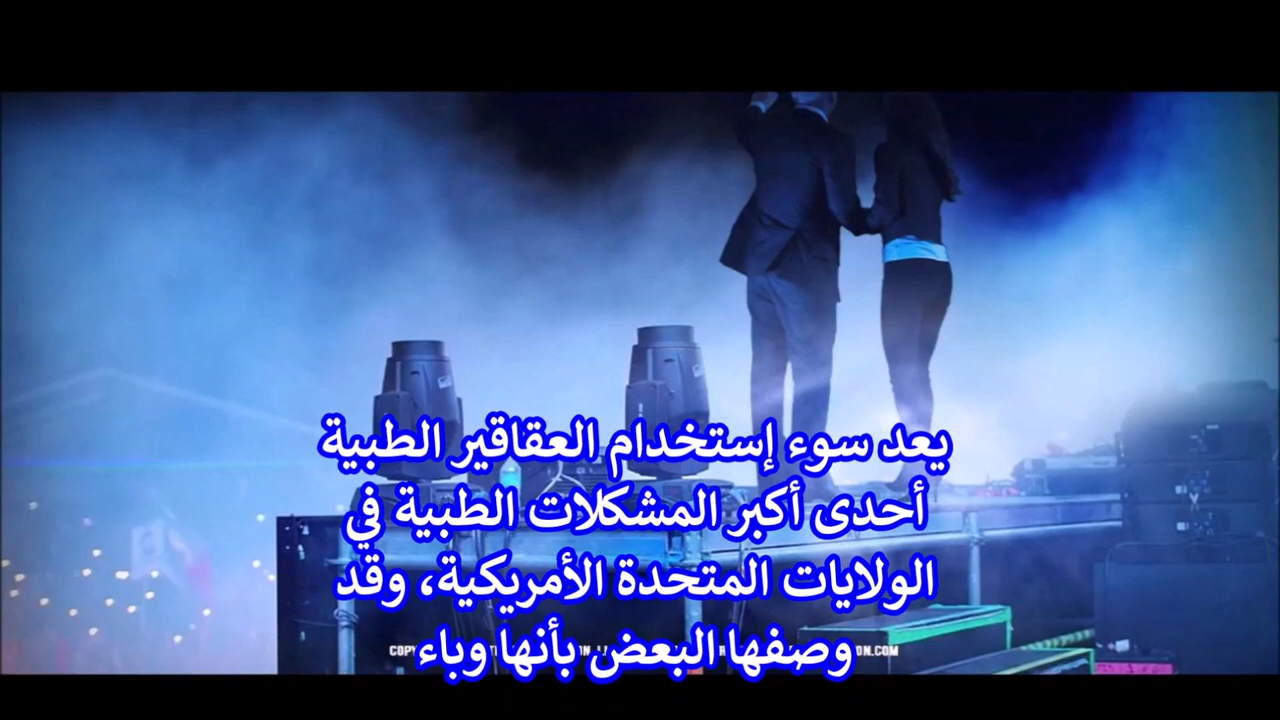 يعد سوء إستخدام العقاقير الطبية
أحدى أكبر المشكلات الطبية في
الولايات المتحدة الأمريكية، وقد
وصفها البعض بأنها وباء